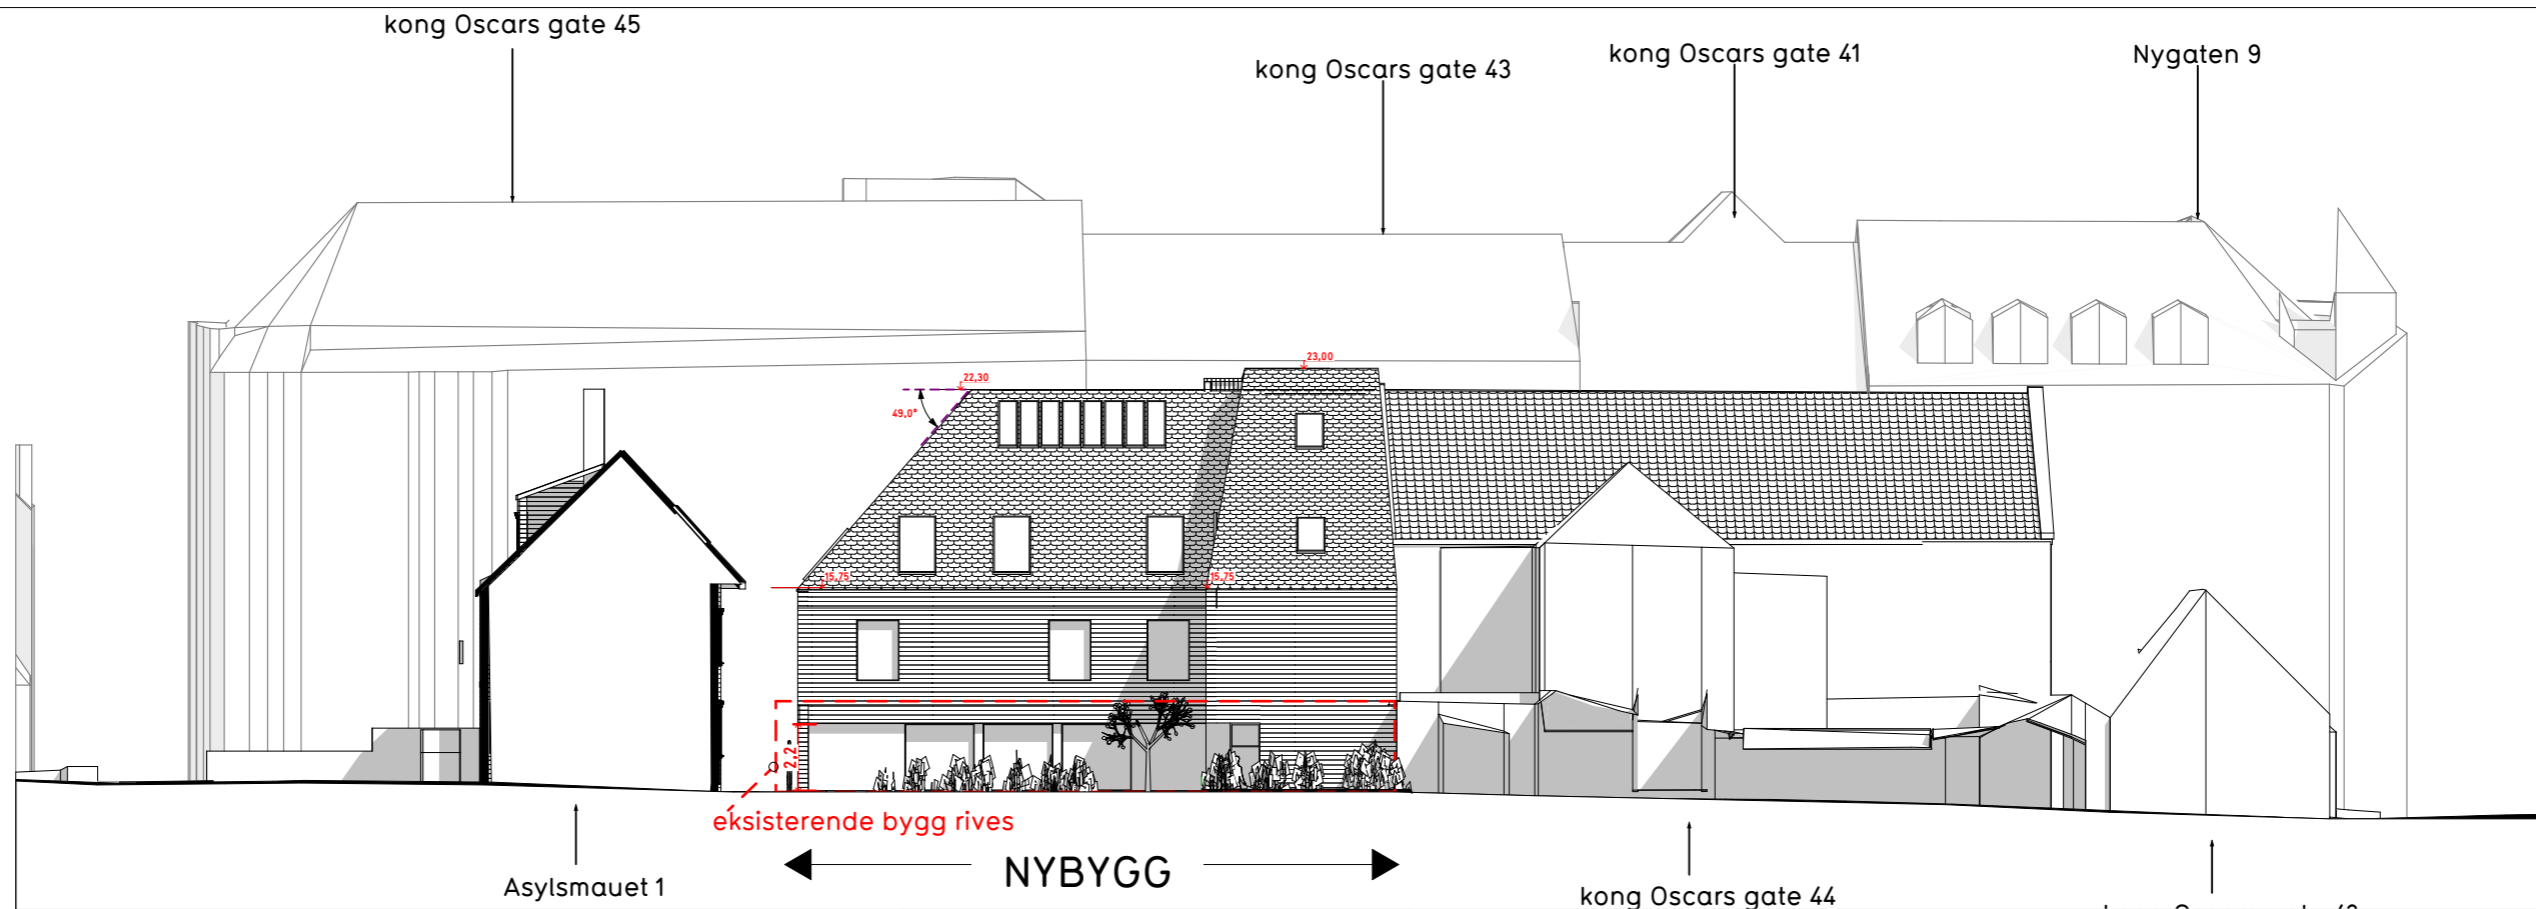 kong Oscars gate 45
kong Oscars gate 43
kong Oscars gate 41
Nygaten 9
23,00
22,30
49,0°
15,75
15,75
2,2
eksisterende bygg rives
NYBYGG
Asylsmauet 1
kong Oscars gate 44